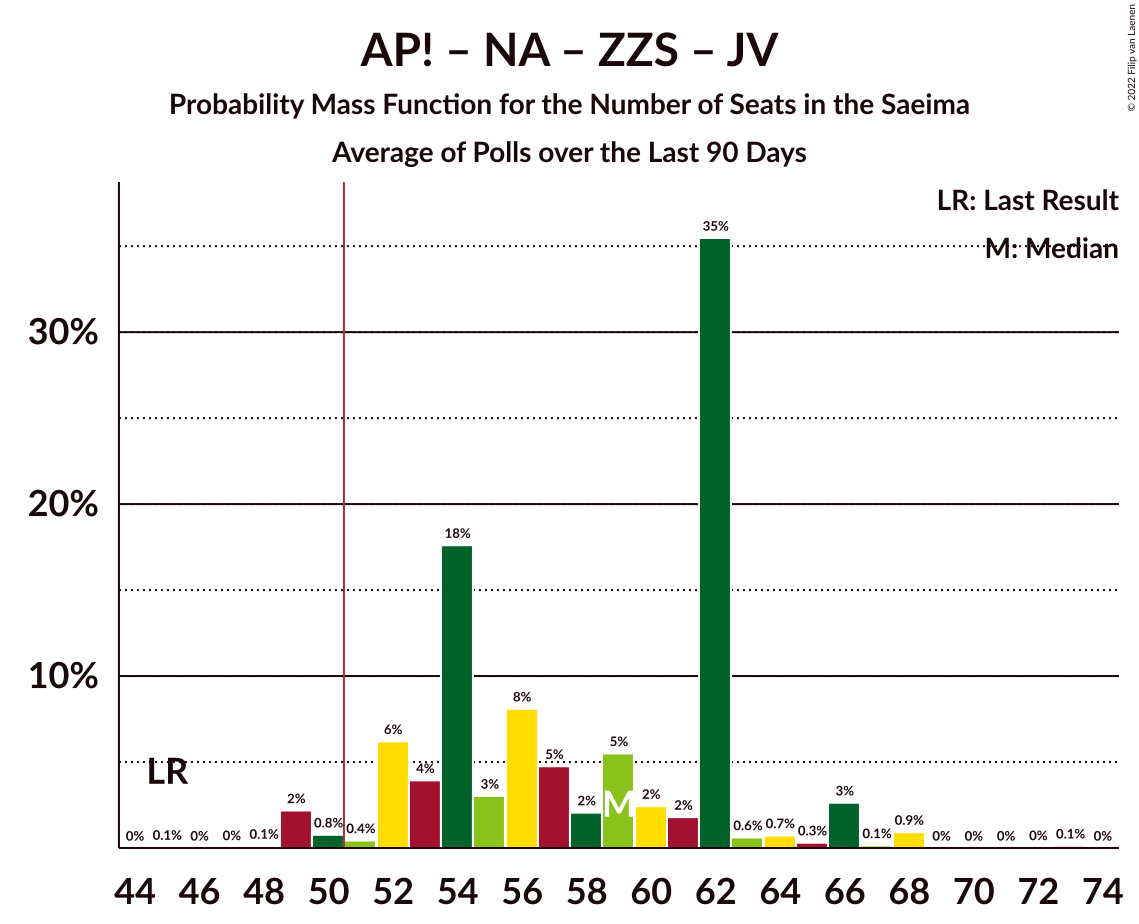 AP! – NA – ZZS – JV
Probability Mass Function for the Number of Seats in the Saeima
Average of Polls over the Last 90 Days
© 2022 Filip van Laenen
LR: Last Result
M: Median
30%
20%
10%
LR
M
0% 0.1% 0% 0% 0.1% 2% 0.8% 0.4% 6% 4% 18% 3% 8% 5% 2% 5% 2% 2% 35% 0.6% 0.7% 0.3% 3% 0.1% 0.9% 0% 0% 0% 0% 0.1% 0%
44 46 48 50 52 54 56 58 60 62 64 66 68 70 72 74